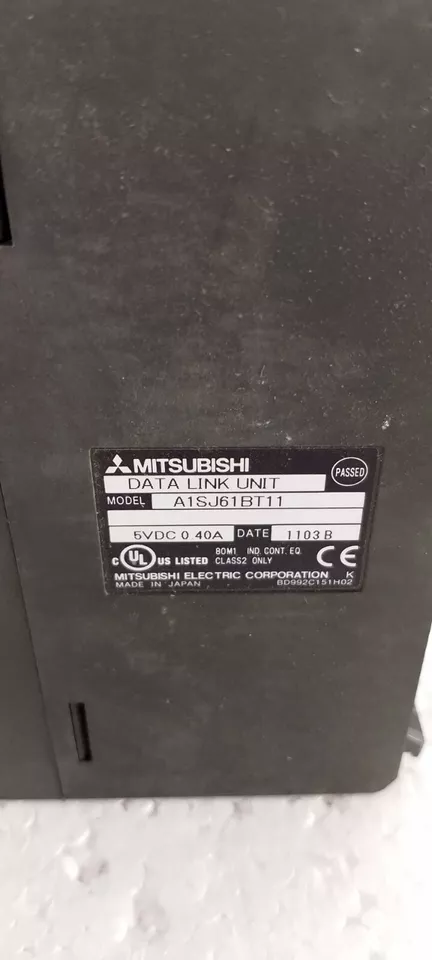 MITSUBISHI
PASSED
DATA LINK UNIT
MODEL A1SJ61BT11
5VDC 0.40A DATE 1103 B
C UL US LISTED 80M1 IND. CONT. EQ.
CLASS2 ONLY CE
MITSUBISHI ELECTRIC CORPORATION K
MADE IN JAPAN BD992C151H02